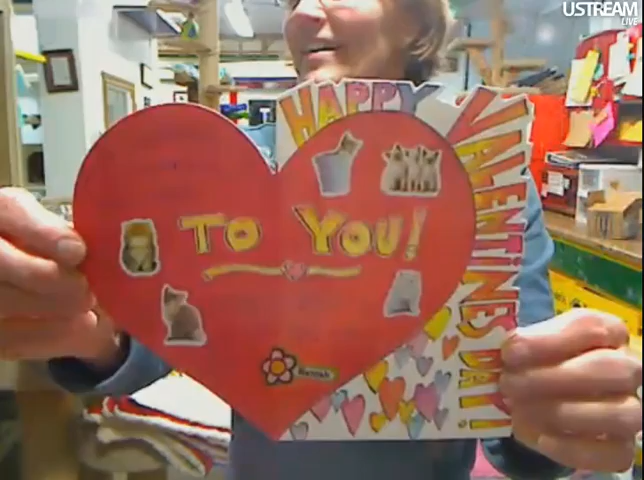 USTREAM
LIVE
HAPPY
VALENTINES DAY!
TO YOU!